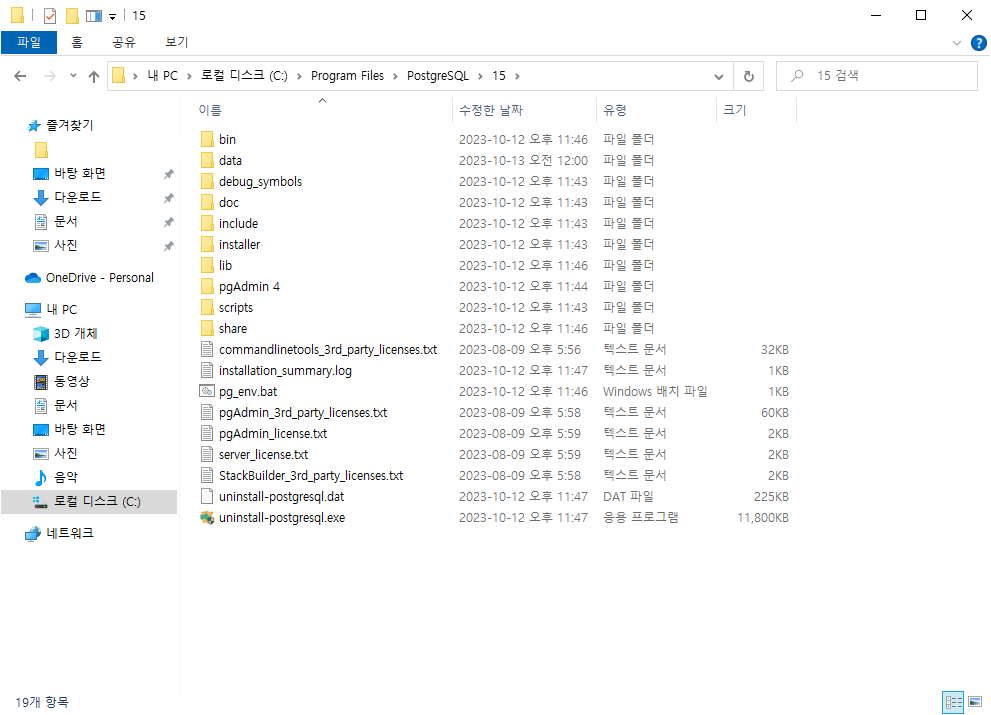 15
파일 홈 공유 보기
내 PC 로컬 디스크 (C:) Program Files PostgreSQL 15
15 검색
즐겨찾기
바탕 화면
다운로드
문서
사진
OneDrive - Personal
내 PC
3D 개체
다운로드
동영상
문서
바탕 화면
사진
음악
로컬 디스크 (C:)
네트워크
이름 수정한 날짜 유형 크기
bin 2023-10-12 오후 11:46 파일 폴더
data 2023-10-13 오전 12:00 파일 폴더
debug_symbols 2023-10-12 오후 11:43 파일 폴더
doc 2023-10-12 오후 11:43 파일 폴더
include 2023-10-12 오후 11:43 파일 폴더
installer 2023-10-12 오후 11:43 파일 폴더
lib 2023-10-12 오후 11:46 파일 폴더
pgAdmin 4 2023-10-12 오후 11:44 파일 폴더
scripts 2023-10-12 오후 11:43 파일 폴더
share 2023-10-12 오후 11:46 파일 폴더
commandlinetools_3rd_party_licenses.txt 2023-08-09 오후 5:56 텍스트 문서 32KB
installation_summary.log 2023-10-12 오후 11:47 텍스트 문서 1KB
pg_env.bat 2023-10-12 오후 11:46 Windows 배치 파일 1KB
pgAdmin_3rd_party_licenses.txt 2023-08-09 오후 5:58 텍스트 문서 60KB
pgAdmin_license.txt 2023-08-09 오후 5:59 텍스트 문서 2KB
server_license.txt 2023-08-09 오후 5:59 텍스트 문서 2KB
StackBuilder_3rd_party_licenses.txt 2023-08-09 오후 5:58 텍스트 문서 2KB
uninstall-postgresql.dat 2023-10-12 오후 11:47 DAT 파일 225KB
uninstall-postgresql.exe 2023-10-12 오후 11:47 응용 프로그램 11,800KB
19개 항목